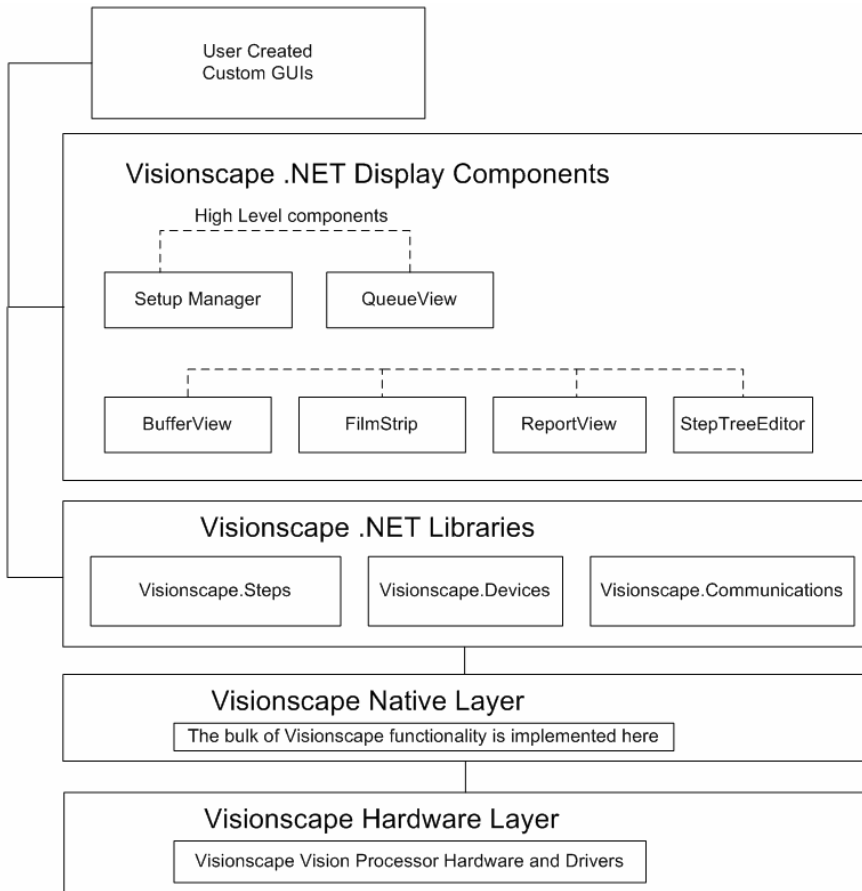 User Created
Custom GUIs
Visionscape .NET Display Components
High Level components
Setup Manager
QueueView
BufferView
FilmStrip
ReportView
StepTreeEditor
Visionscape .NET Libraries
Visionscape.Steps
Visionscape.Devices
Visionscape.Communications
Visionscape Native Layer
The bulk of Visionscape functionality is implemented here
Visionscape Hardware Layer
Visionscape Vision Processor Hardware and Drivers